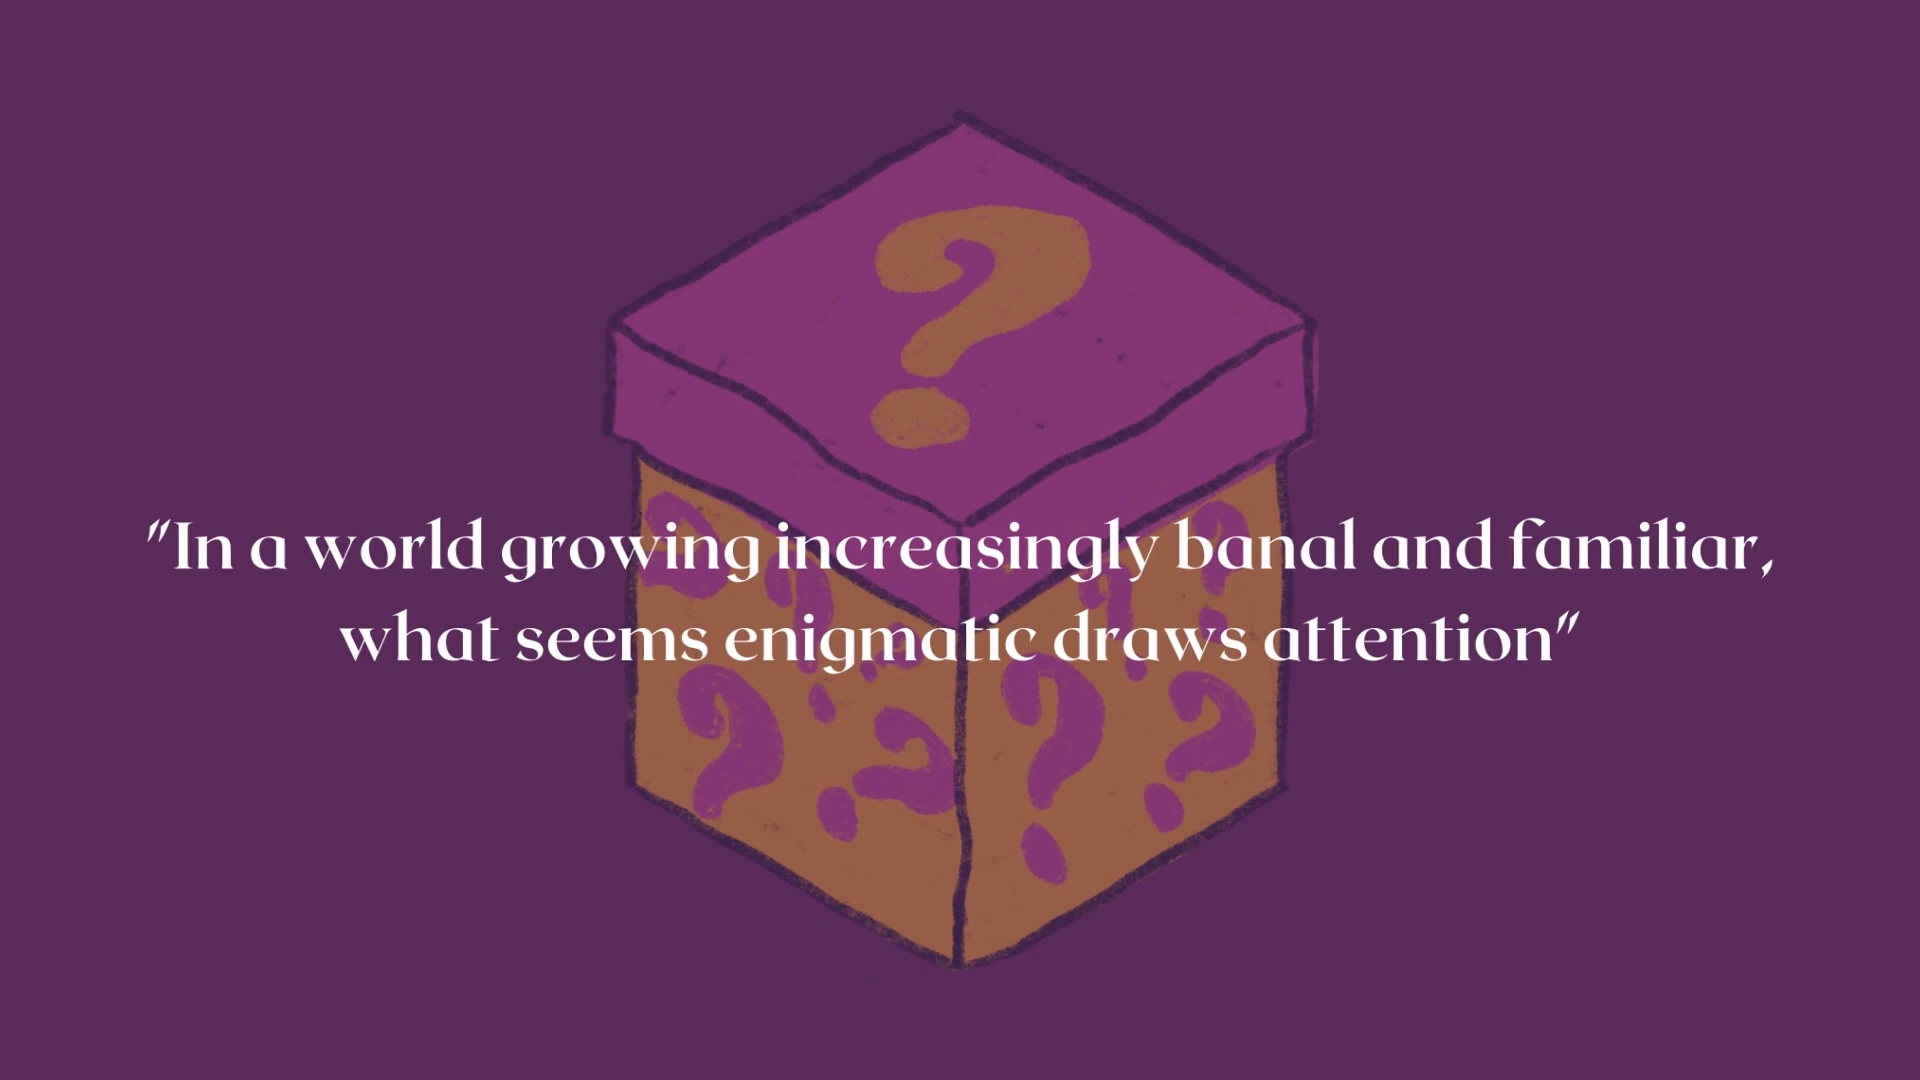 ?
"In a world growing increasingly banal and familiar,
what seems enigmatic draws attention"
? ? ? ?